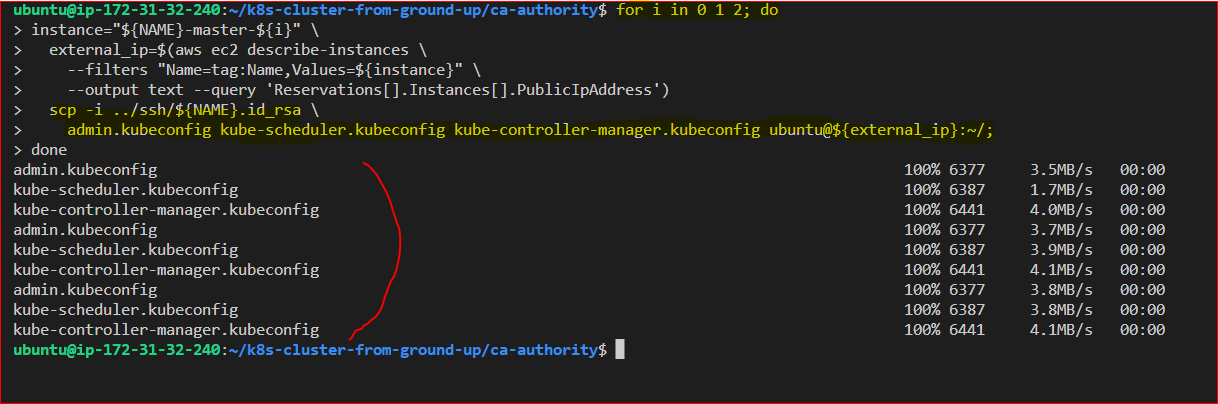 ubuntu@ip-172-31-32-240:~/k8s-cluster-from-ground-up/ca-authority$ for i in 0 1 2; do
> instance="${NAME}-master-${i}" \
>   external_ip=$(aws ec2 describe-instances \
>     --filters "Name=tag:Name,Values=${instance}" \
>     --output text --query 'Reservations[].Instances[].PublicIpAddress')
>   scp -i ../ssh/${NAME}.id_rsa \
>     admin.kubeconfig kube-scheduler.kubeconfig kube-controller-manager.kubeconfig ubuntu@${external_ip}:~/;
> done
admin.kubeconfig 100% 6377 3.5MB/s 00:00
kube-scheduler.kubeconfig 100% 6387 1.7MB/s 00:00
kube-controller-manager.kubeconfig 100% 6441 4.0MB/s 00:00
admin.kubeconfig 100% 6377 3.7MB/s 00:00
kube-scheduler.kubeconfig 100% 6387 3.9MB/s 00:00
kube-controller-manager.kubeconfig 100% 6441 4.1MB/s 00:00
admin.kubeconfig 100% 6377 3.8MB/s 00:00
kube-scheduler.kubeconfig 100% 6387 3.8MB/s 00:00
kube-controller-manager.kubeconfig 100% 6441 4.1MB/s 00:00
ubuntu@ip-172-31-32-240:~/k8s-cluster-from-ground-up/ca-authority$